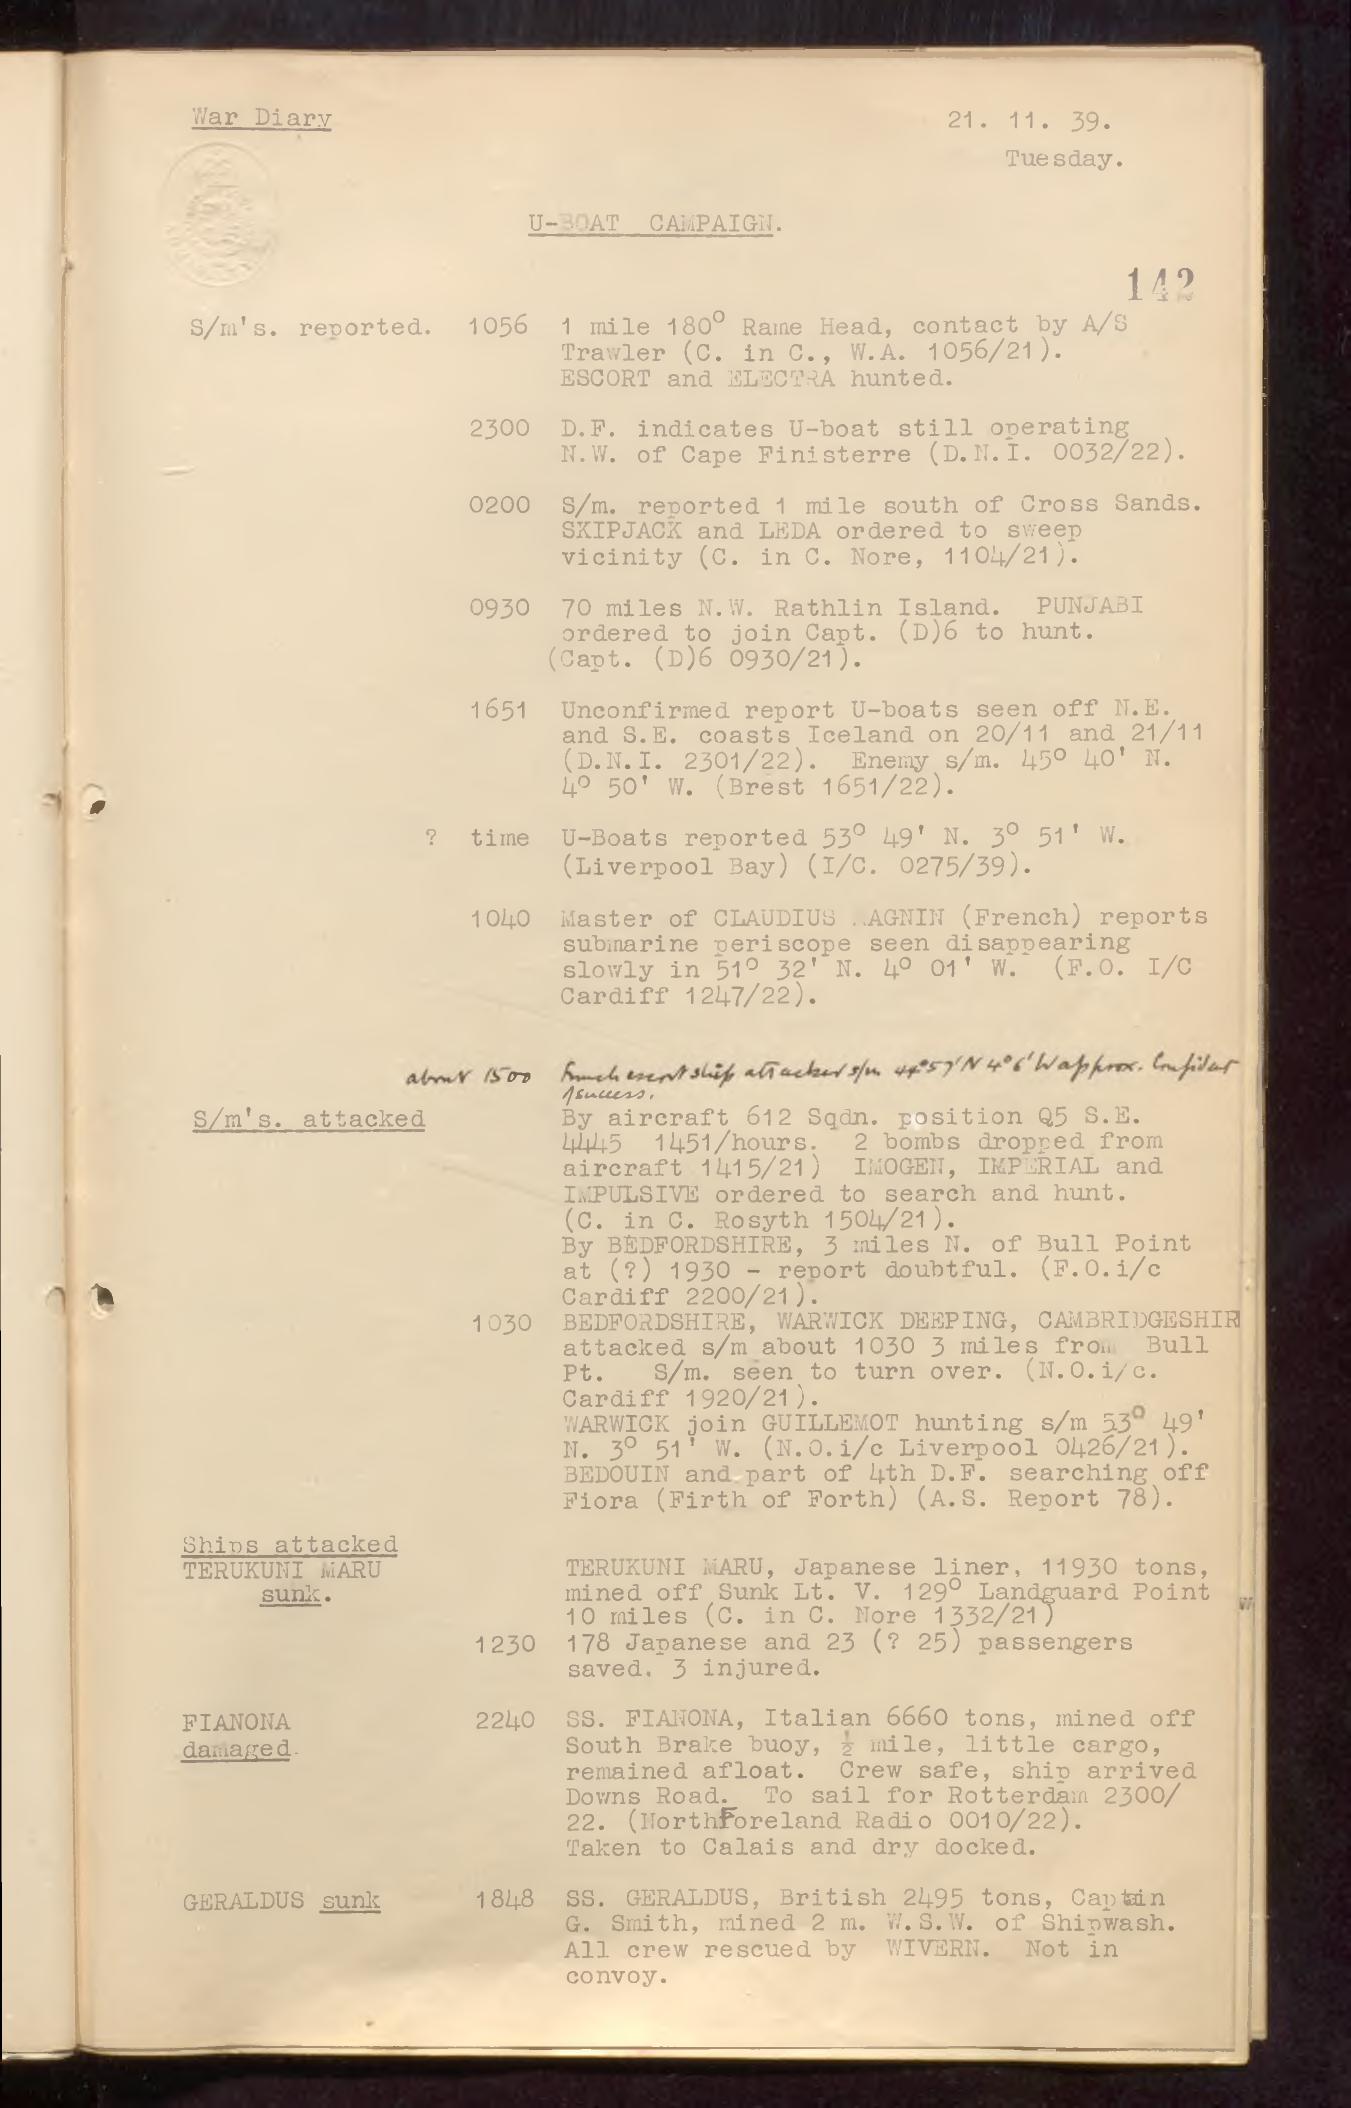 War Diary 21. 11. 39.
Tuesday.
U-BOAT CAMPAIGN.
142
S/m's. reported. 1056 1 mile 180° Rame Head, contact by A/S
Trawler (C. in C., W.A. 1056/21).
ESCORT and ELECTRA hunted.
2300 D.F. indicates U-boat still operating
N.W. of Cape Finisterre (D.N.I. 0032/22).
0200 S/m. reported 1 mile south of Cross Sands.
SKIPJACK and LEDA ordered to sweep
vicinity (C. in C. Nore, 1104/21).
0930 70 miles N.W. Rathlin Island. PUNJABI
ordered to join Capt. (D)6 to hunt.
(Capt. (D)6 0930/21).
1651 Unconfirmed report U-boats seen off N.E.
and S.E. coasts Iceland on 20/11 and 21/11
(D.N.I. 2301/22). Enemy s/m. 45° 40' N.
4° 50' W. (Brest 1651/22).
? time U-Boats reported 53° 49' N. 3° 51' W.
(Liverpool Bay) (I/C. 0275/39).
1040 Master of CLAUDIUS MAGNIN (French) reports
submarine periscope seen disappearing
slowly in 51° 32' N. 4° 01' W. (F.O. I/C
Cardiff 1247/22).
about 1500 French escort ship attacked s/m 44°57'N 4°6'W approx. Confident
of success.
S/m's. attacked By aircraft 612 Sqdn. position Q5 S.E.
4445 1451/hours. 2 bombs dropped from
aircraft 1415/21) IMOGEN, IMPERIAL and
IMPULSIVE ordered to search and hunt.
(C. in C. Rosyth 1504/21).
By BEDFORDSHIRE, 3 miles N. of Bull Point
at (?) 1930 - report doubtful. (F.O.i/c
Cardiff 2200/21).
1030 BEDFORDSHIRE, WARWICK DEEPING, CAMBRIDGESHIR
attacked s/m about 1030 3 miles from Bull
Pt. S/m. seen to turn over. (N.O.i/c.
Cardiff 1920/21).
WARWICK join GUILLEMOT hunting s/m 53° 49'
N. 3° 51' W. (N.O.i/c Liverpool 0426/21).
BEDOUIN and part of 4th D.F. searching off
Fiora (Firth of Forth) (A.S. Report 78).
Ships attacked
TERUKUNI MARU TERUKUNI MARU, Japanese liner, 11930 tons,
sunk. mined off Sunk Lt. V. 129° Landguard Point
10 miles (C. in C. Nore 1332/21)
1230 178 Japanese and 23 (? 25) passengers
saved. 3 injured.
FIANONA 2240 SS. FIANONA, Italian 6660 tons, mined off
damaged. South Brake buoy, ½ mile, little cargo,
remained afloat. Crew safe, ship arrived
Downs Road. To sail for Rotterdam 2300/
22. (NorthForeland Radio 0010/22).
Taken to Calais and dry docked.
GERALDUS sunk 1848 SS. GERALDUS, British 2495 tons, Captain
G. Smith, mined 2 m. W.S.W. of Shipwash.
All crew rescued by WIVERN. Not in
convoy.